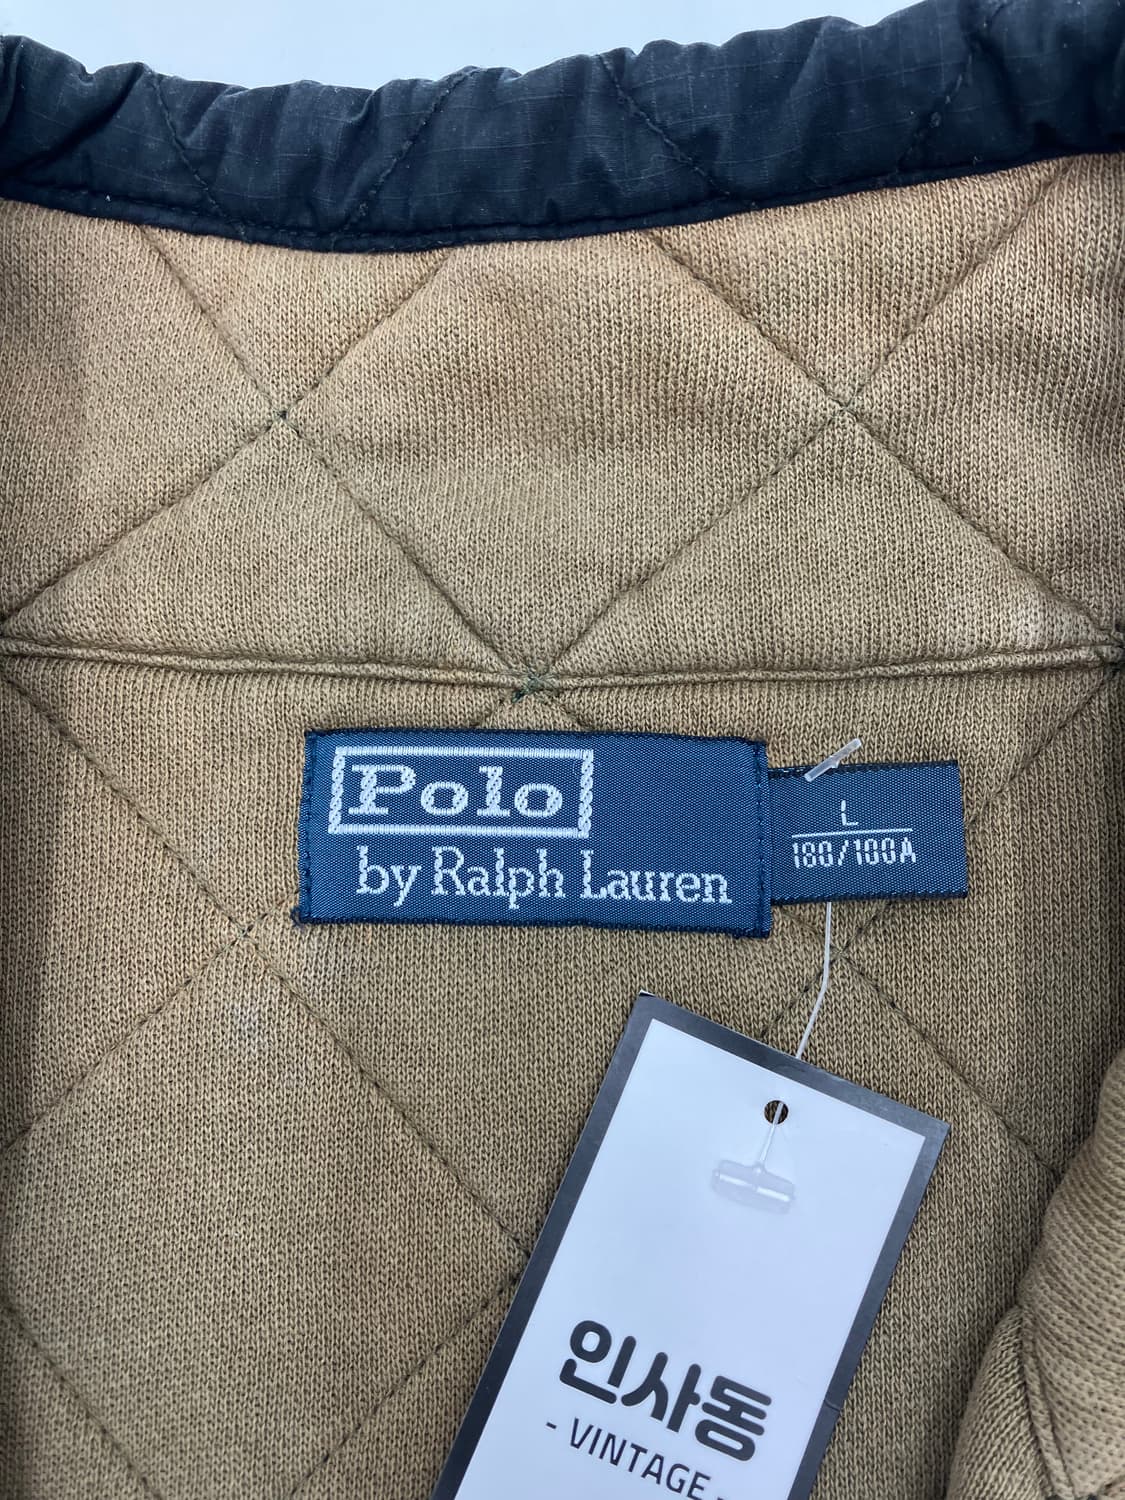 Polo
by Ralph Lauren
L
180/100A
인사동
- VINTAGE -